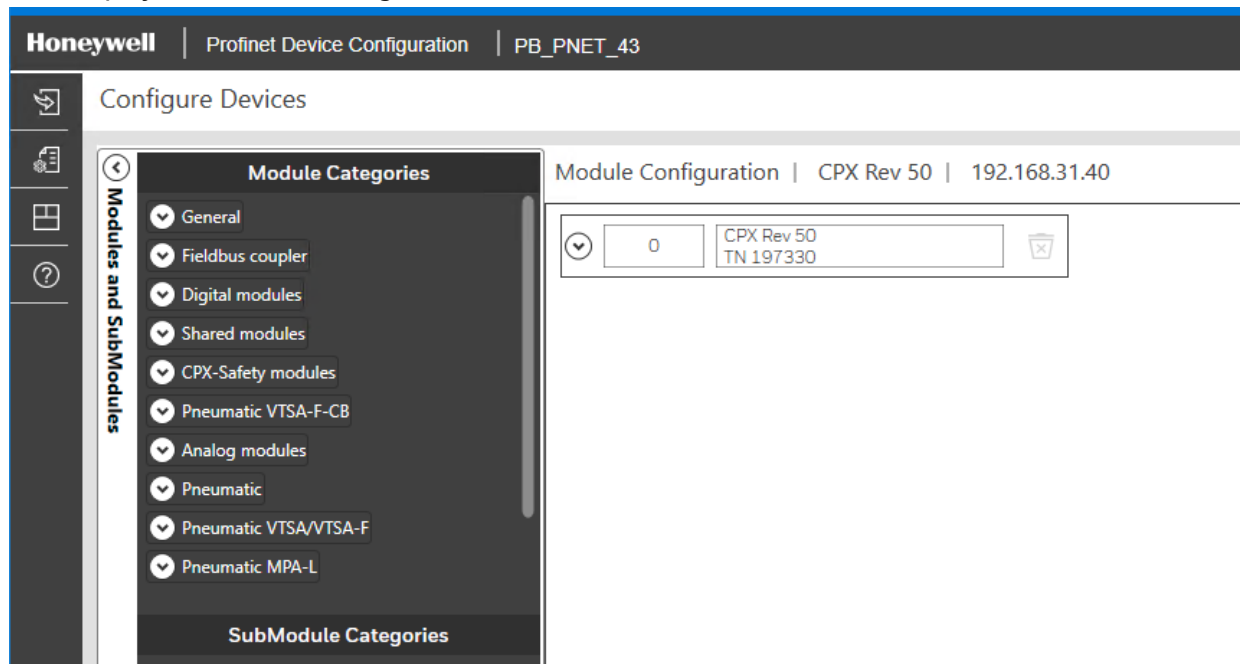 Honeywell | Profinet Device Configuration | PB_PNET_43
Configure Devices
Modules and SubModules
Module Categories
General
Fieldbus coupler
Digital modules
Shared modules
CPX-Safety modules
Pneumatic VTSA-F-CB
Analog modules
Pneumatic
Pneumatic VTSA/VTSA-F
Pneumatic MPA-L
SubModule Categories
Module Configuration | CPX Rev 50 | 192.168.31.40
0
CPX Rev 50
TN 197330